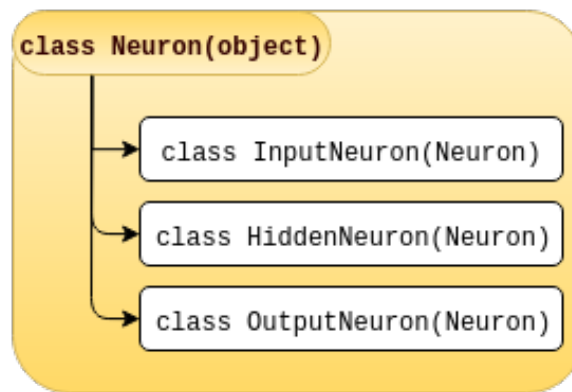 class Neuron(object)
class InputNeuron(Neuron)
class HiddenNeuron(Neuron)
class OutputNeuron(Neuron)